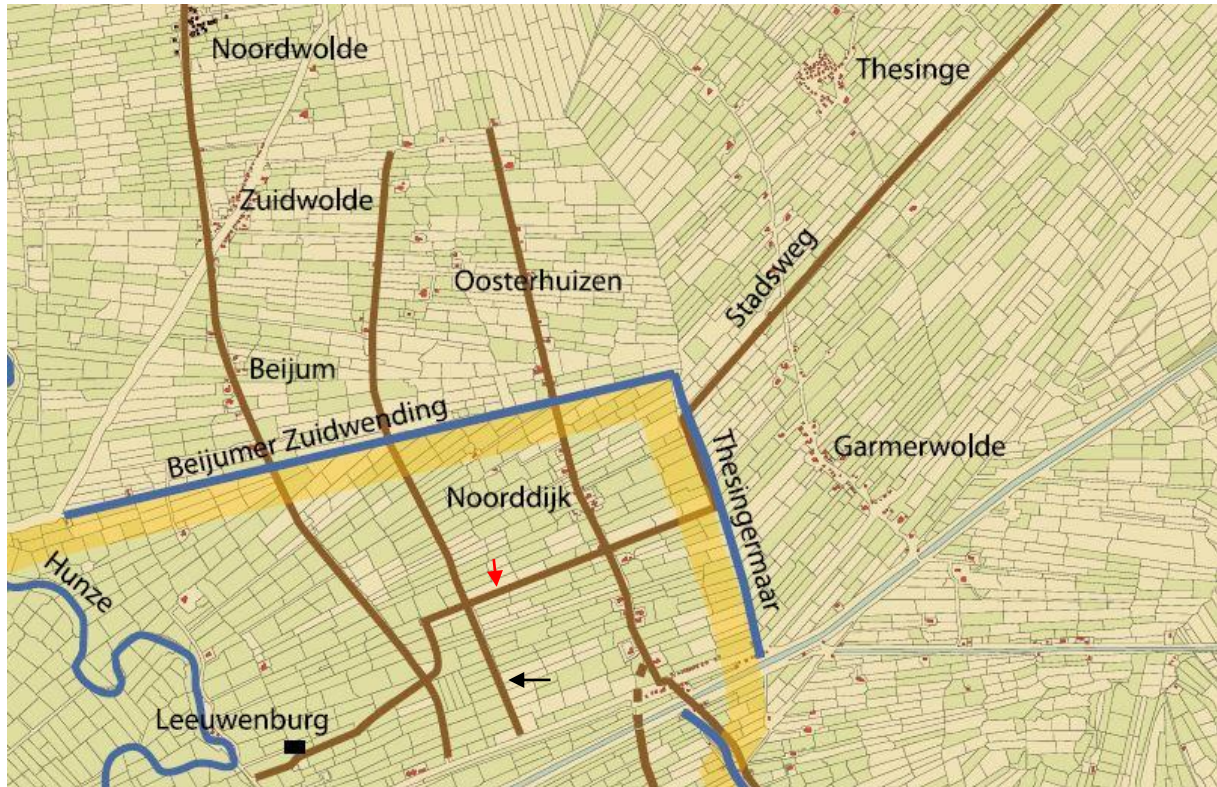 Noordwolde
Thesinge
Zuidwolde
Stadsweg
Oosterhuizen
Beijum
Beijumer Zuidwending
Garmerwolde
Noorddijk
Thesingermaar
Hunze
Leeuwenburg